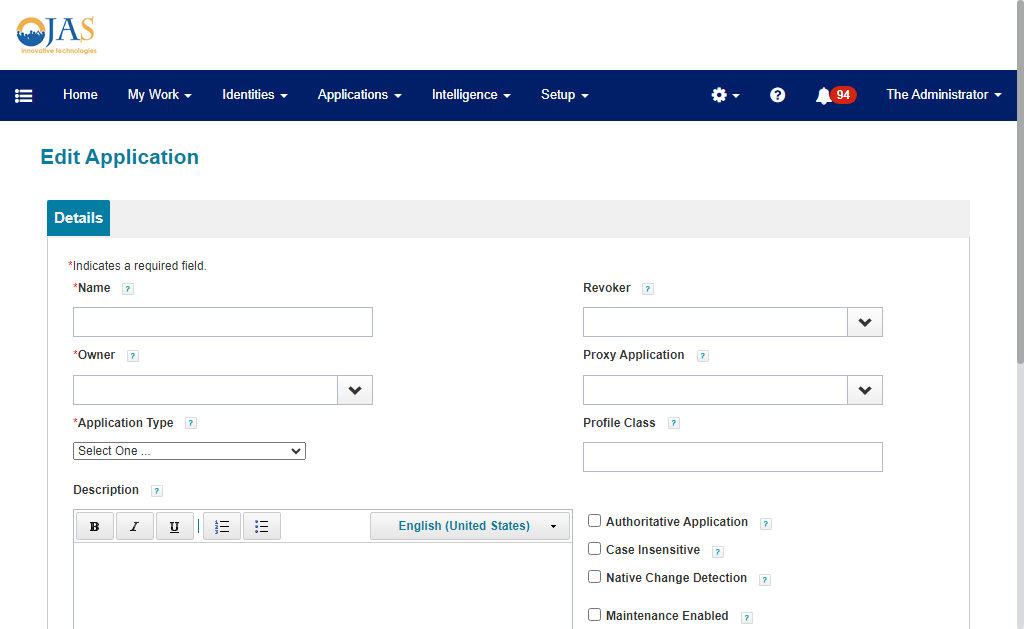 OJAS
innovative technologies
Home
My Work
Identities
Applications
Intelligence
Setup
?
94
The Administrator
Edit Application
Details
*Indicates a required field.
*Name ?
Revoker ?
*Owner ?
Proxy Application ?
*Application Type ?
Profile Class ?
Select One ...
Description ?
B I U
English (United States)
Authoritative Application ?
Case Insensitive ?
Native Change Detection ?
Maintenance Enabled ?